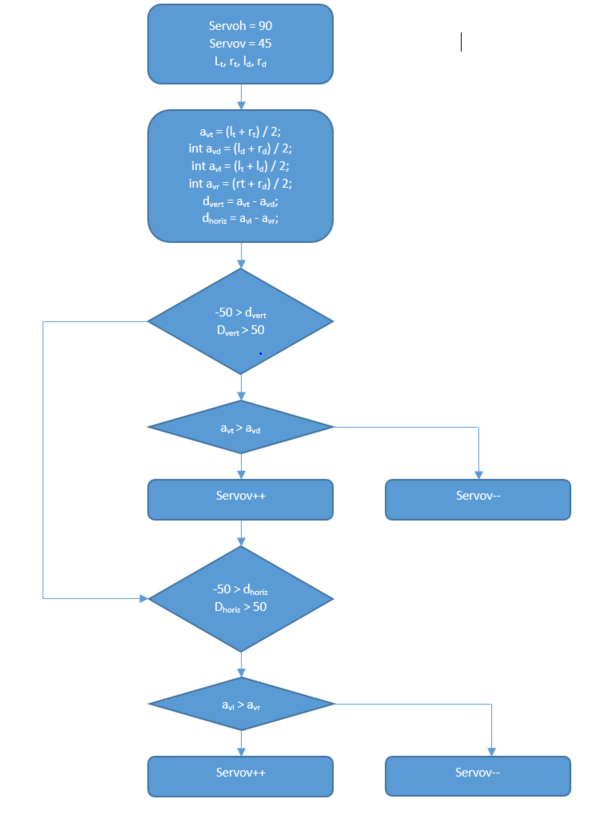 Servoh = 90
Servov = 45
Lt, rt, ld, rd
avt = (lt + rt) / 2;
int avd = (ld + rd) / 2;
int avl = (lt + ld) / 2;
int avr = (rt + rd) / 2;
dvert = avt - avd;
dhoriz = avl - avr;
-50 > dvert
Dvert > 50
avt > avd
Servov++
Servov--
-50 > dhoriz
Dhoriz > 50
avl > avr
Servov++
Servov--